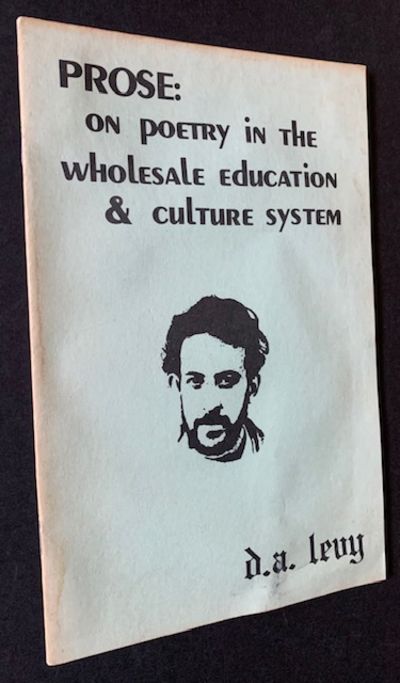 PROSE:
on poetry in the
wholesale education
& culture system
d.a. levy